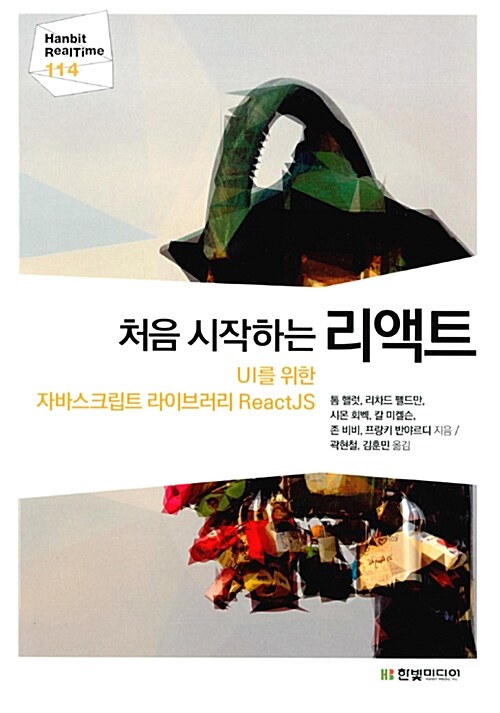 Hanbit
RealTime
114
처음 시작하는 리액트
UI를 위한
자바스크립트 라이브러리 ReactJS
톰 핼럿, 리차드 펠드만,
시몬 회벡, 칼 미켈슨,
존 비비, 프랑키 반야르디 지음 /
곽현철, 김훈민 옮김
HB 한빛미디어